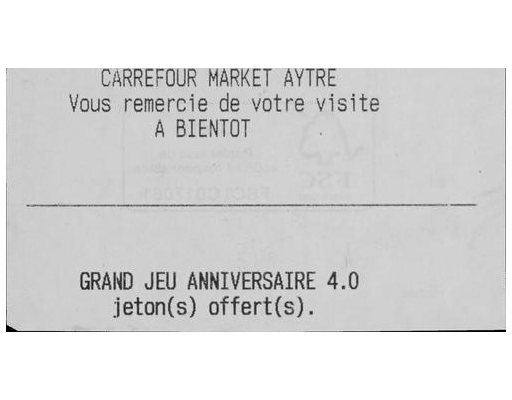 CARREFOUR MARKET AYTRE
Vous remercie de votre visite
A BIENTOT
GRAND JEU ANNIVERSAIRE 4.0
jeton(s) offert(s).